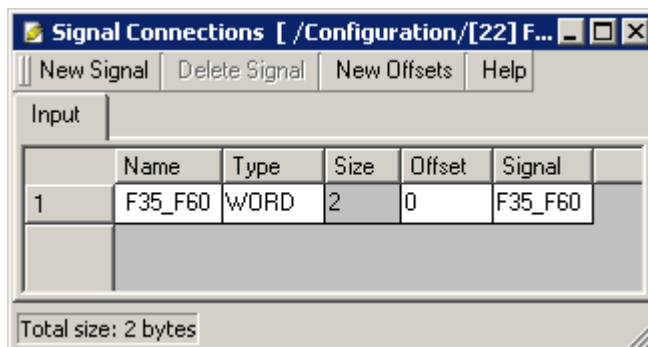 Signal Connections [ /Configuration/[22] F...
New Signal Delete Signal New Offsets Help
Input
Name Type Size Offset Signal
1 F35_F60 WORD 2 0 F35_F60
Total size: 2 bytes